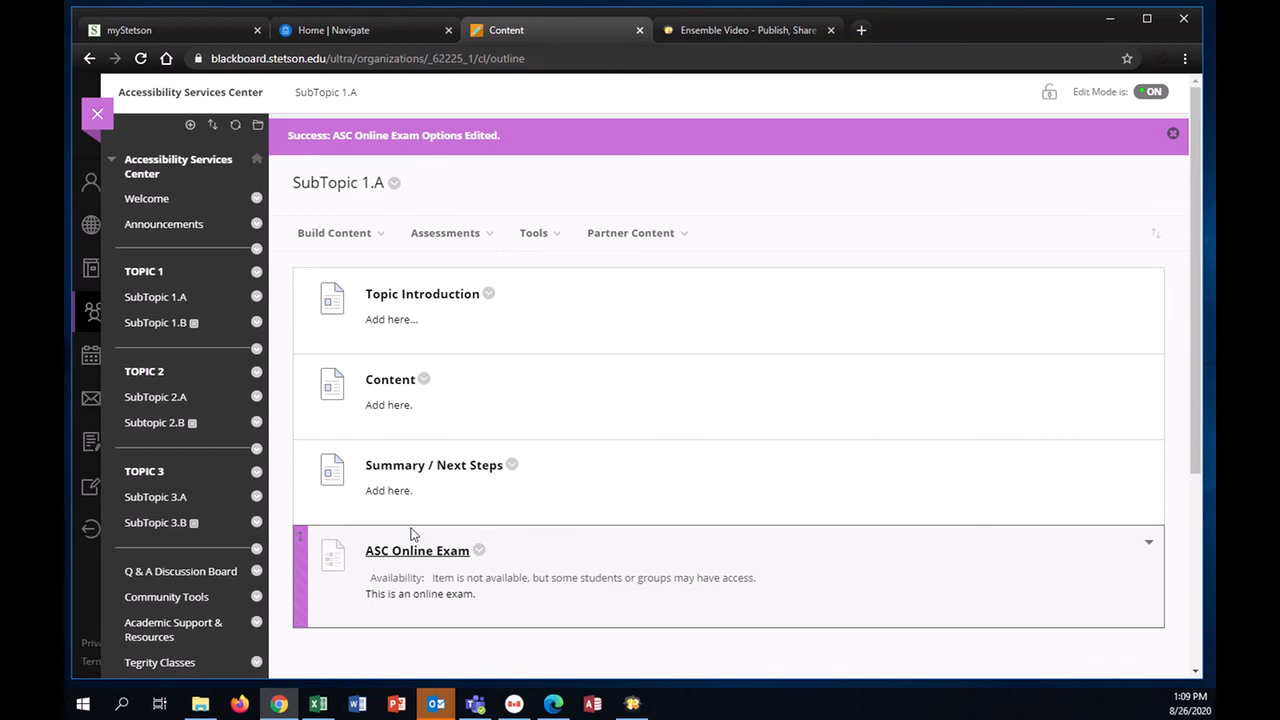 myStetson
Home | Navigate
Content
Ensemble Video - Publish, Share
blackboard.stetson.edu/ultra/organizations/_62225_1/cl/outline
Accessibility Services Center
SubTopic 1.A
Edit Mode is:
ON
Success: ASC Online Exam Options Edited.
Accessibility Services
Center
Welcome
Announcements
TOPIC 1
SubTopic 1.A
SubTopic 1.B
TOPIC 2
SubTopic 2.A
Subtopic 2.B
TOPIC 3
SubTopic 3.A
SubTopic 3.B
Q & A Discussion Board
Community Tools
Academic Support &
Resources
Tegrity Classes
Priva
Term
SubTopic 1.A
Build Content
Assessments
Tools
Partner Content
Topic Introduction
Add here...
Content
Add here.
Summary / Next Steps
Add here.
ASC Online Exam
Availability: Item is not available, but some students or groups may have access.
This is an online exam.
1:09 PM
8/26/2020